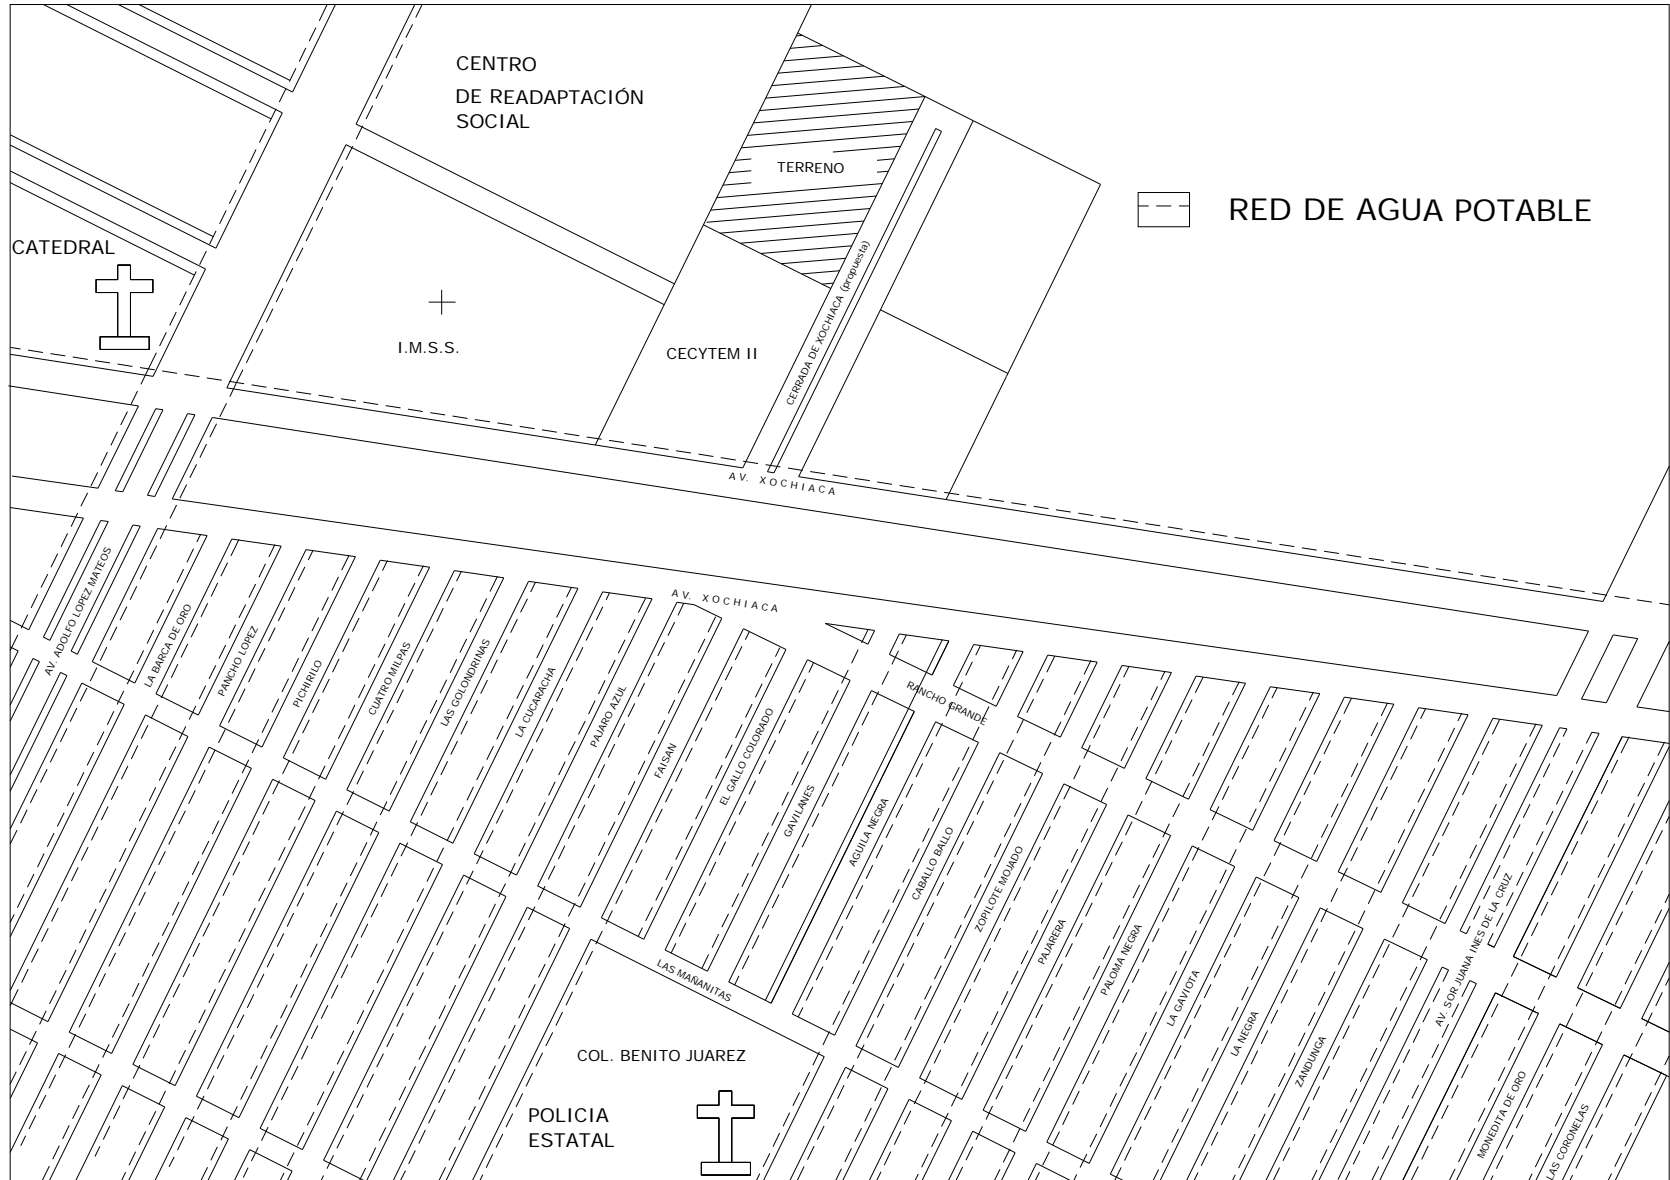 CENTRO
DE READAPTACIÓN
SOCIAL
TERRENO
RED DE AGUA POTABLE
CATEDRAL
I.M.S.S.
CECYTEM II
CERRADA DE XOCHIACA (propuesta)
AV. XOCHIACA
AV. XOCHIACA
AV. ADOLFO LOPEZ MATEOS
LA BARCA DE ORO
PANCHO LOPEZ
PICHIRILO
CUATRO MILPAS
LAS GOLONDRINAS
LA CUCARACHA
PAJARO AZUL
FAISAN
EL GALLO COLORADO
GAVILANES
AGUILA NEGRA
RANCHO GRANDE
CABALLO BALLO
ZOPILOTE MOJADO
PAJARERA
PALOMA NEGRA
LA GAVIOTA
LA NEGRA
ZANDUNGA
AV. SOR JUANA INES DE LA CRUZ
MONEDITA DE ORO
LAS CORONELAS
LAS MAÑANITAS
COL. BENITO JUAREZ
POLICIA
ESTATAL